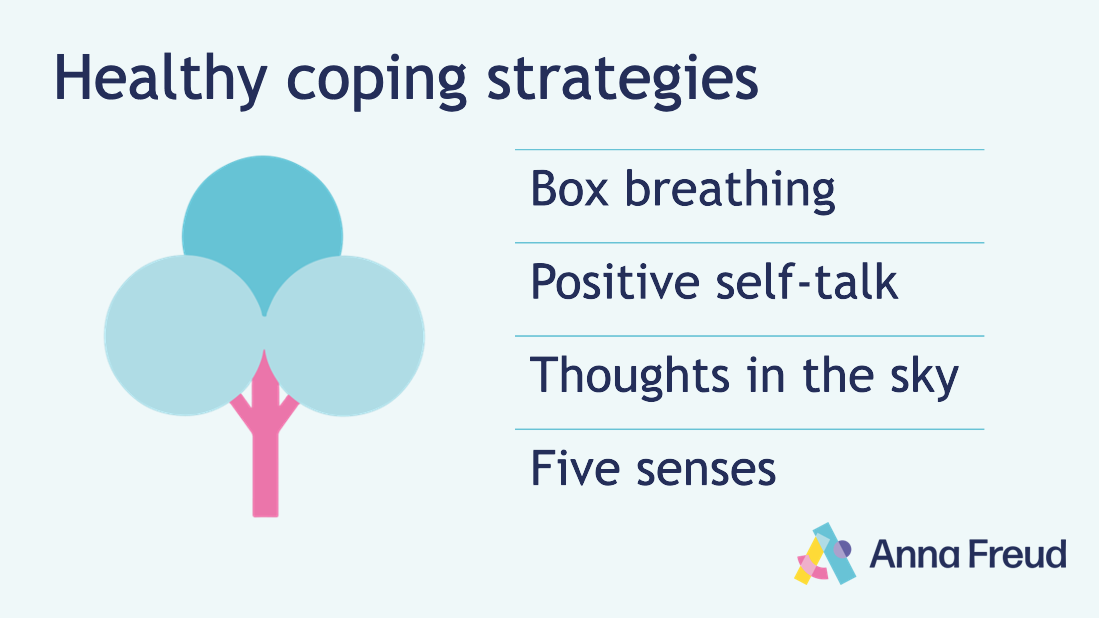 Healthy coping strategies
Box breathing
Positive self-talk
Thoughts in the sky
Five senses
Anna Freud